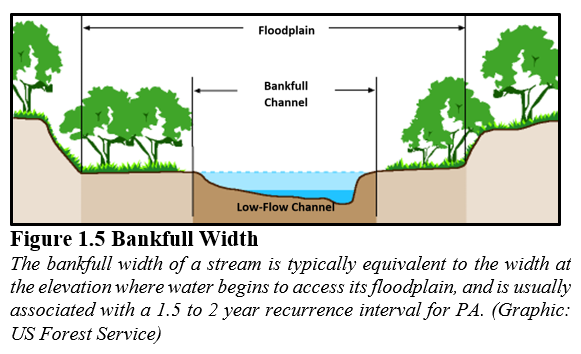 Floodplain
Bankfull
Channel
Low-Flow Channel
Figure 1.5 Bankfull Width
The bankfull width of a stream is typically equivalent to the width at
the elevation where water begins to access its floodplain, and is usually
associated with a 1.5 to 2 year recurrence interval for PA. (Graphic:
US Forest Service)